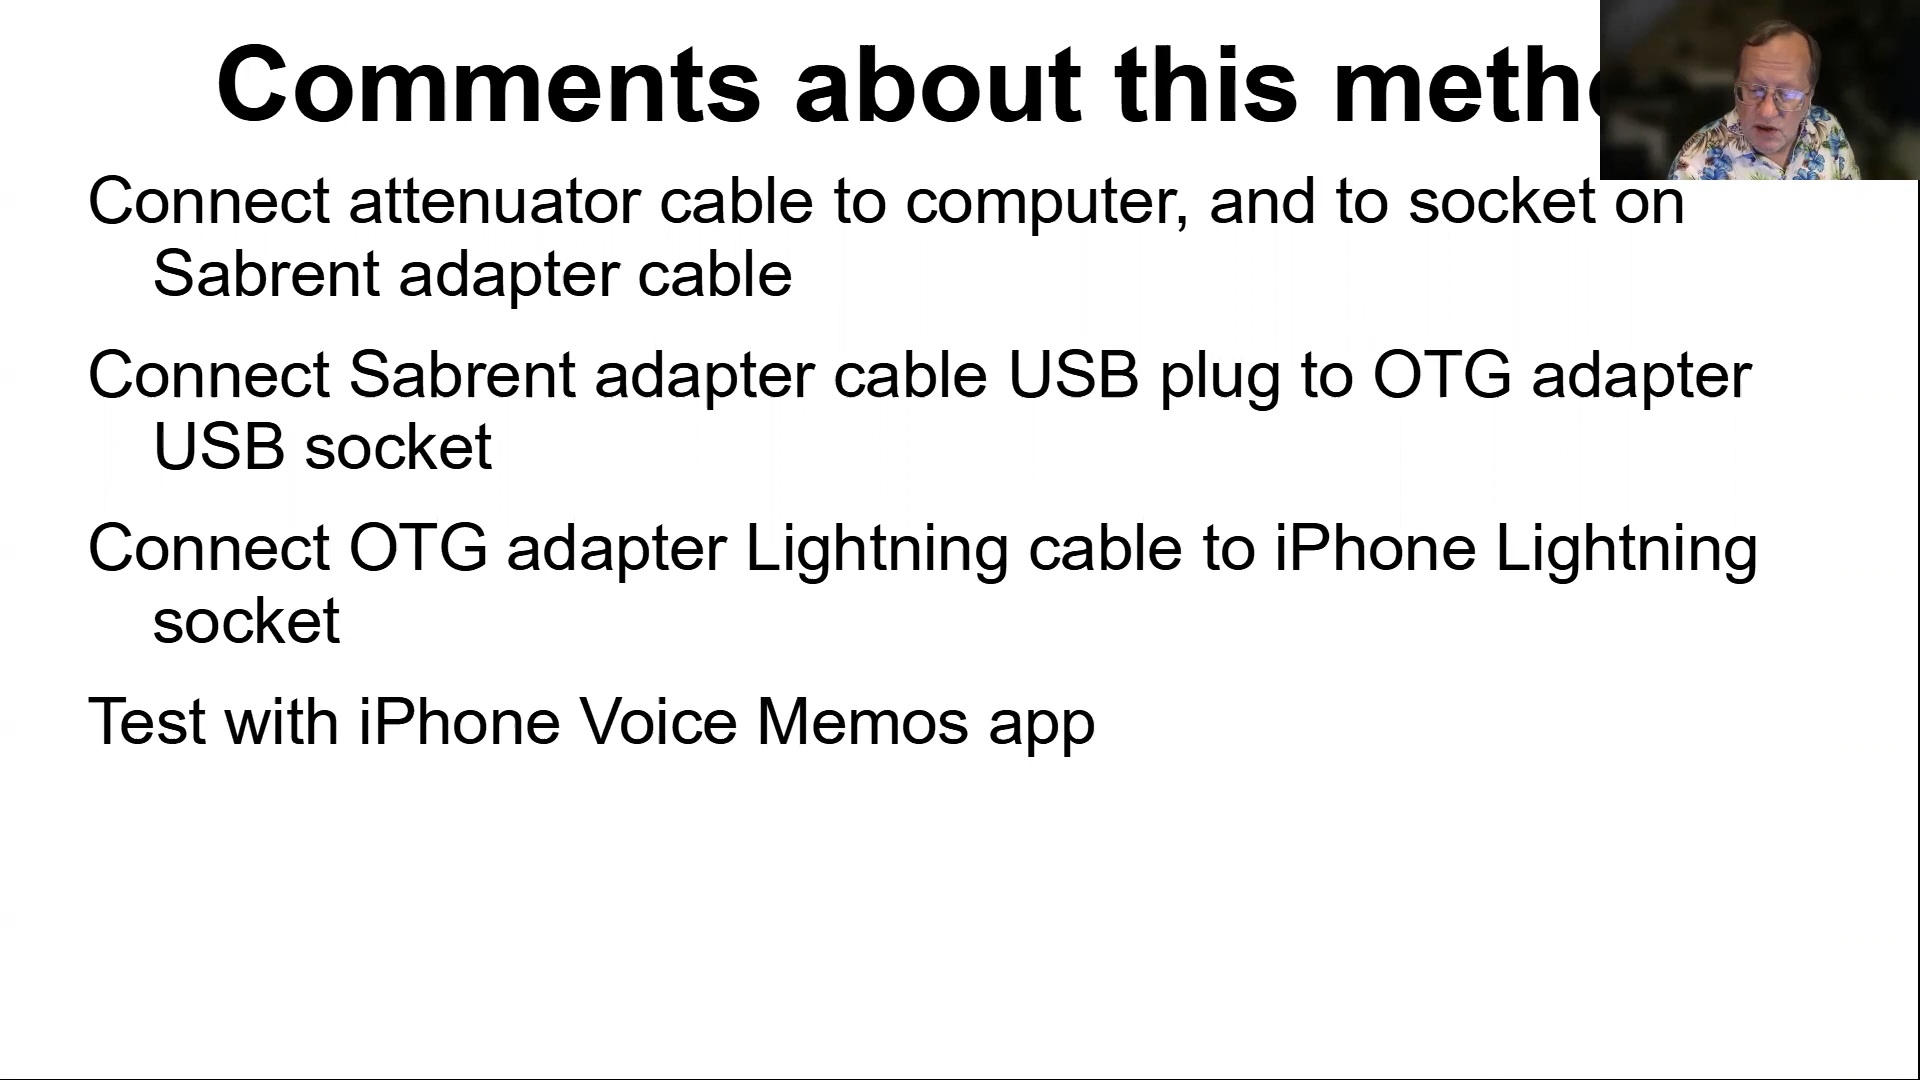 Comments about this
Connect attenuator cable to computer, and to socket on
Sabrent adapter cable
Connect Sabrent adapter cable USB plug to OTG adapter
USB socket
Connect OTG adapter Lightning cable to iPhone Lightning
socket
Test with iPhone Voice Memos app